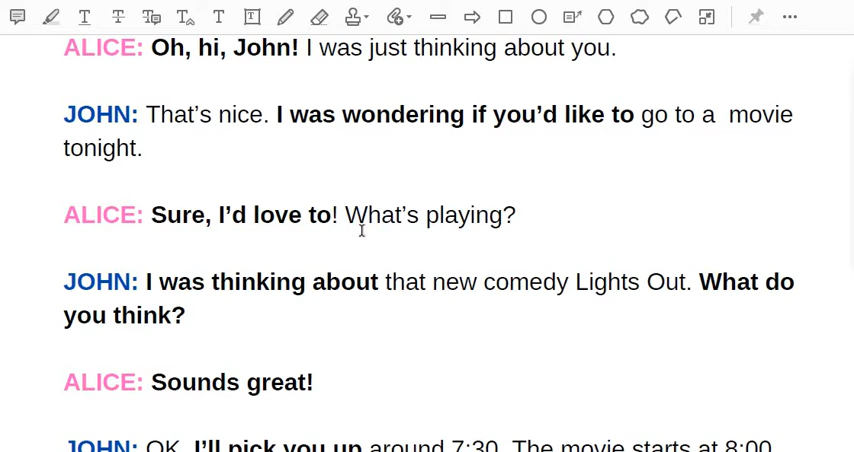 ALICE: Oh, hi, John! I was just thinking about you.
JOHN: That’s nice. I was wondering if you’d like to go to a  movie
tonight.
ALICE: Sure, I’d love to! What’s playing?
JOHN: I was thinking about that new comedy Lights Out. What do
you think?
ALICE: Sounds great!
JOHN: OK, I’ll pick you up around 7:30. The movie starts at 8:00.